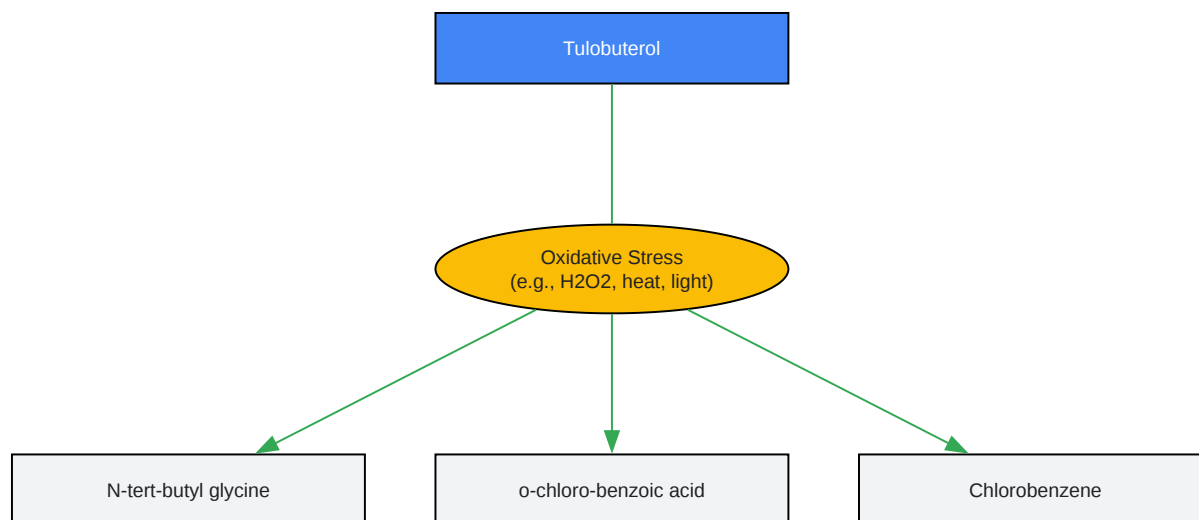 Tulobuterol
Oxidative Stress
(e.g., H2O2, heat, light)
N-tert-butyl glycine
o-chloro-benzoic acid
Chlorobenzene